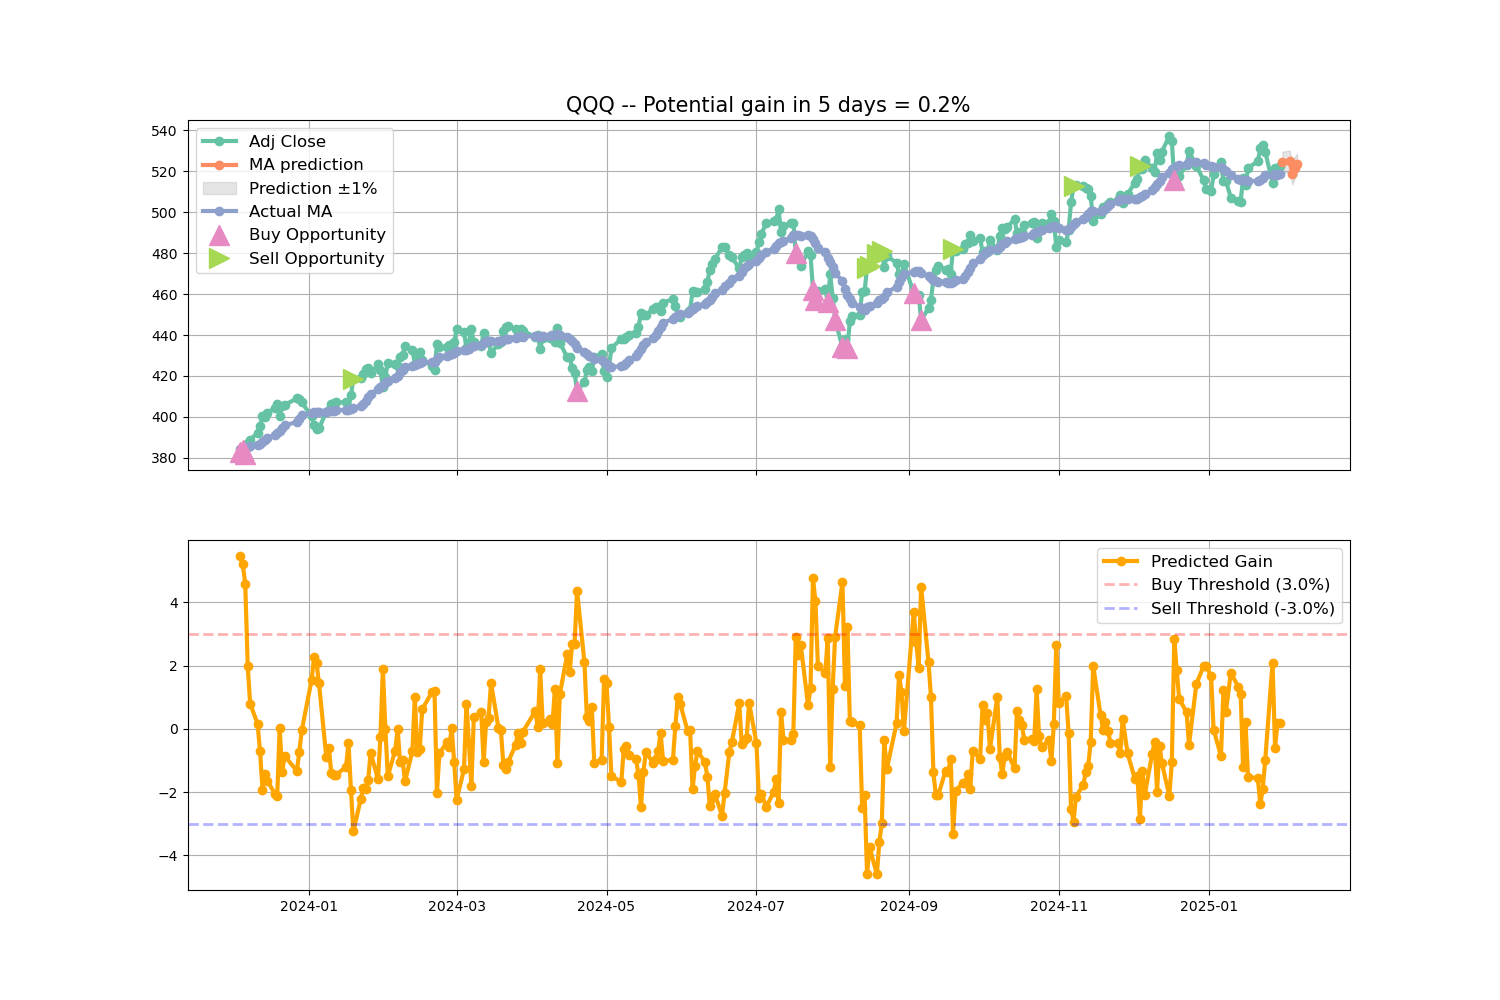 QQQ -- Potential gain in 5 days = 0.2%
540
520
500
480
460
440
420
400
380
Adj Close
MA prediction
Prediction ±1%
Actual MA
Buy Opportunity
Sell Opportunity
4
2
0
−2
−4
Predicted Gain
Buy Threshold (3.0%)
Sell Threshold (-3.0%)
2024-01 2024-03 2024-05 2024-07 2024-09 2024-11 2025-01